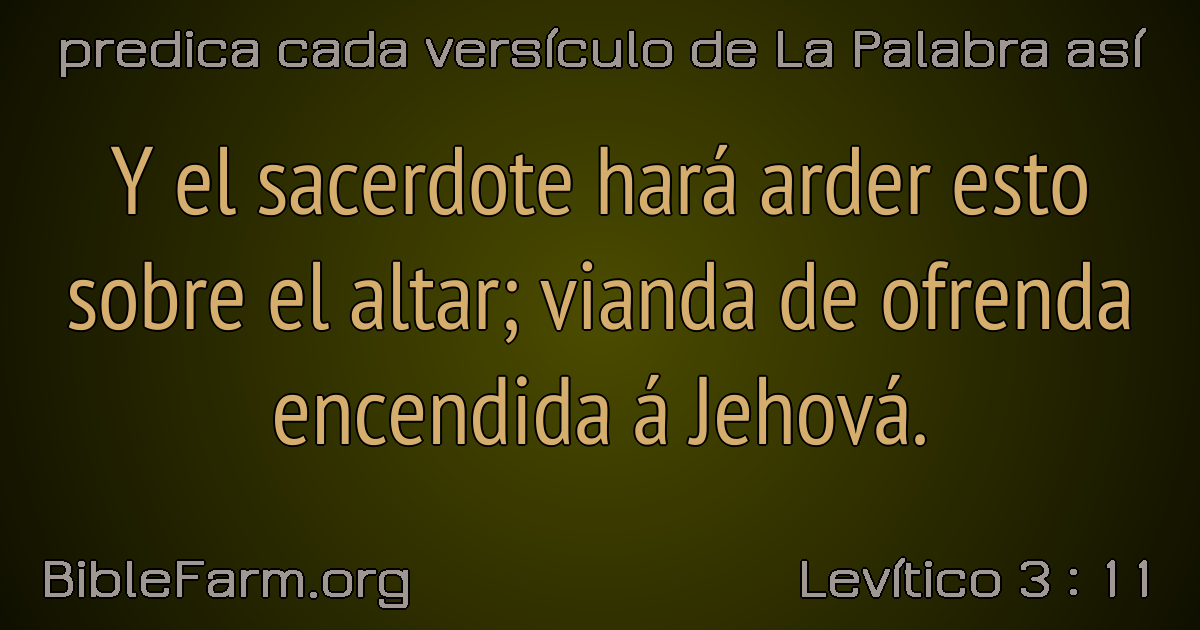 predica cada versículo de La Palabra así
Y el sacerdote hará arder esto
sobre el altar; vianda de ofrenda
encendida á Jehová.
BibleFarm.org
Levítico 3 : 11